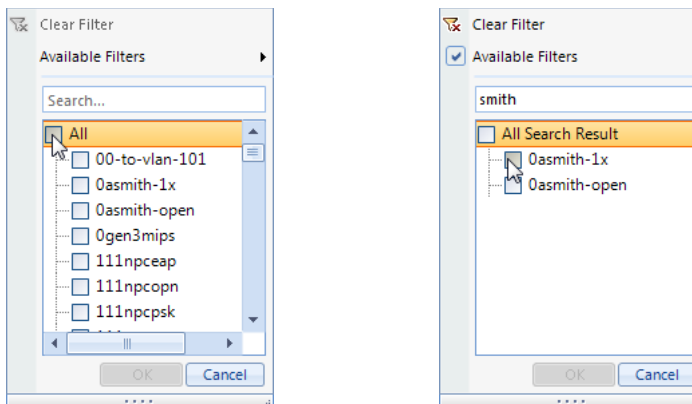 Clear Filter
Available Filters
Search...
All
00-to-vlan-101
0asmith-1x
0asmith-open
0gen3mips
111npceap
111npcopn
111npcpsk
OK
Cancel
Clear Filter
Available Filters
smith
All Search Result
0asmith-1x
0asmith-open
OK
Cancel